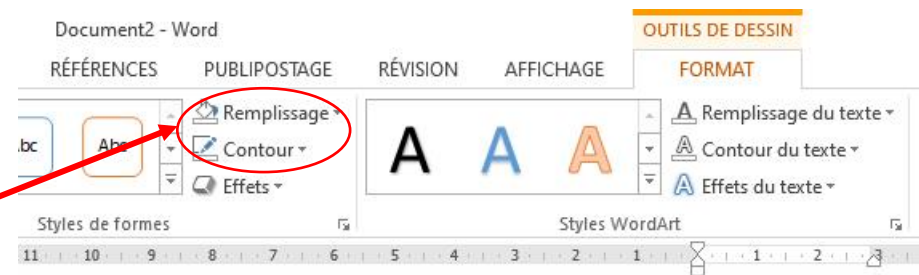 Document2 - Word
OUTILS DE DESSIN
RÉFÉRENCES PUBLIPOSTAGE RÉVISION AFFICHAGE FORMAT
Remplissage
Contour
Effets
A A A
Remplissage du texte
Contour du texte
Effets du texte
Styles de formes
Styles WordArt
11 10 9 8 7 6 5 4 3 2 1 1 2 3